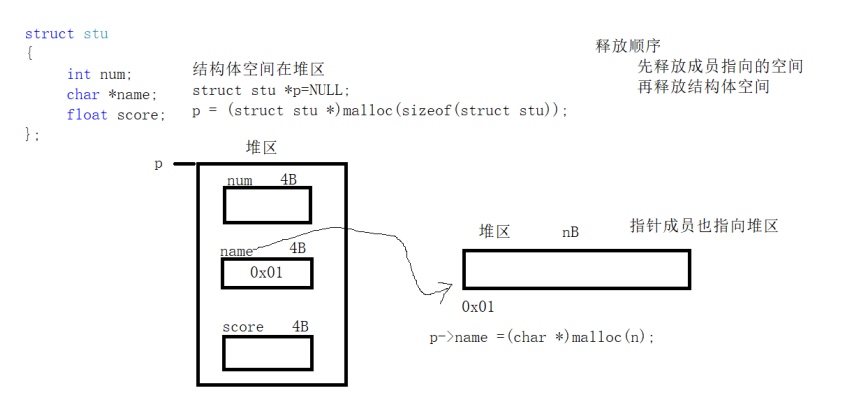 struct stu
{
int num;
char *name;
float score;
};
结构体空间在堆区
struct stu *p=NULL;
p = (struct stu *)malloc(sizeof(struct stu));
释放顺序
先释放成员指向的空间
再释放结构体空间
堆区
p
num 4B
name 4B
0x01
score 4B
堆区 nB 指针成员也指向堆区
0x01
p->name =(char *)malloc(n);